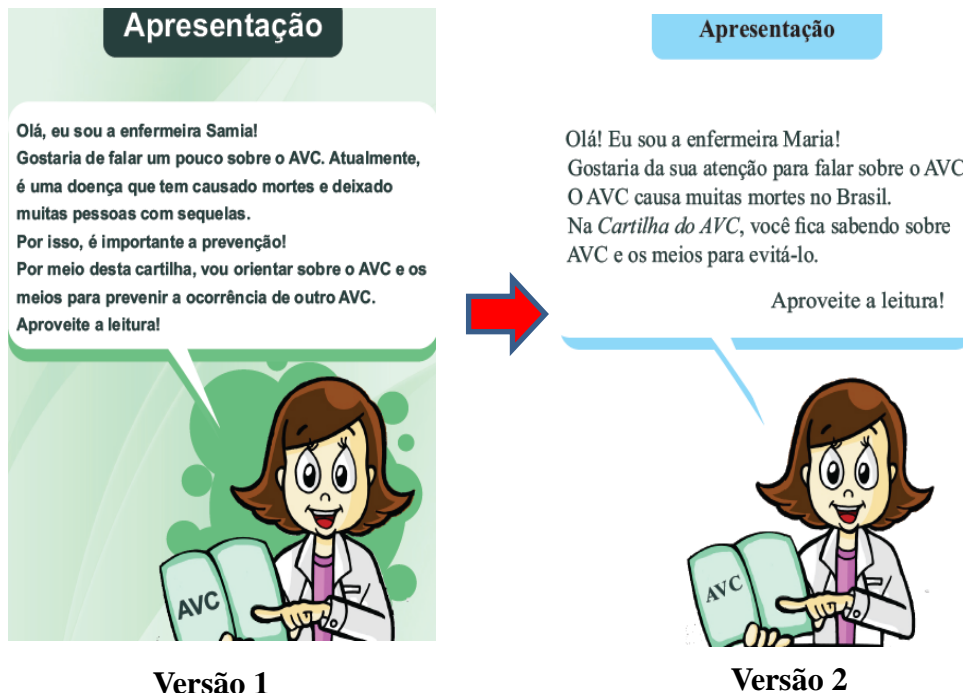 Apresentação
Olá, eu sou a enfermeira Samia!
Gostaria de falar um pouco sobre o AVC. Atualmente,
é uma doença que tem causado mortes e deixado
muitas pessoas com sequelas.
Por isso, é importante a prevenção!
Por meio desta cartilha, vou orientar sobre o AVC e os
meios para prevenir a ocorrência de outro AVC.
Aproveite a leitura!
AVC
Versão 1
Apresentação
Olá! Eu sou a enfermeira Maria!
Gostaria da sua atenção para falar sobre o AVC
O AVC causa muitas mortes no Brasil.
Na Cartilha do AVC, você fica sabendo sobre
AVC e os meios para evitá-lo.
Aproveite a leitura!
AVC
Versão 2